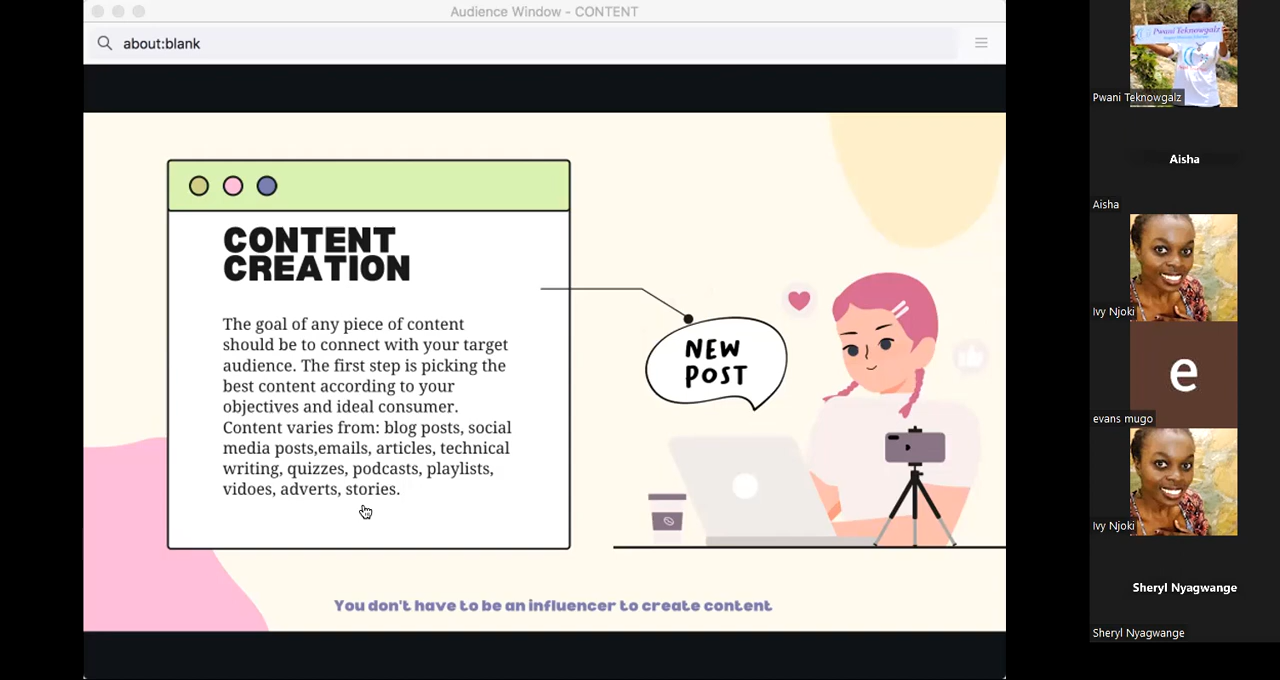 Audience Window - CONTENT
about:blank
CONTENT
CREATION
The goal of any piece of content
should be to connect with your target
audience. The first step is picking the
best content according to your
objectives and ideal consumer.
Content varies from: blog posts, social
media posts,emails, articles, technical
writing, quizzes, podcasts, playlists,
vidoes, adverts, stories.
NEW
POST
You don't have to be an influencer to create content
Pwani Teknowgalz
Pwani Teknowgalz
Aisha
Aisha
Ivy Njoki
e
evans mugo
Ivy Njoki
Sheryl Nyagwange
Sheryl Nyagwange